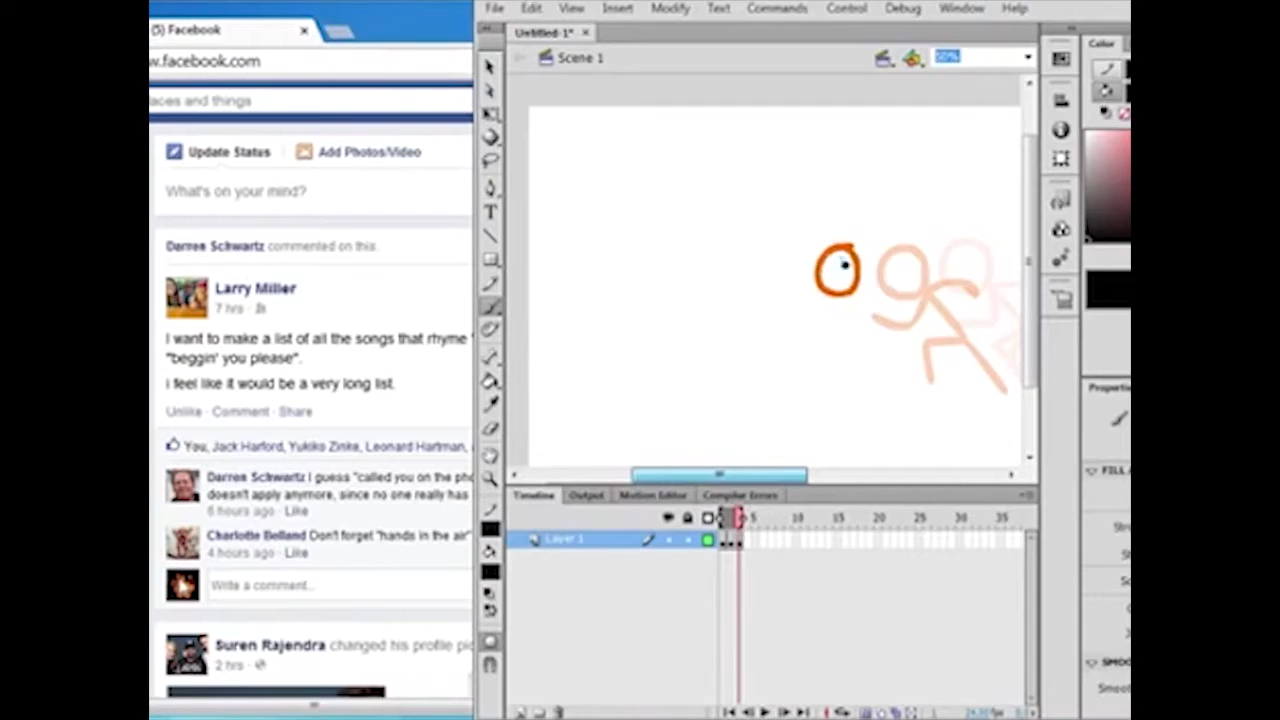 (5) Facebook
w.facebook.com
aces and things
Update Status
Add Photos/Video
What's on your mind?
Darren Schwartz commented on this.
Larry Miller
7 hrs
I want to make a list of all the songs that rhyme
"beggin' you please".
i feel like it would be a very long list.
Unlike · Comment · Share
You, Jack Harford, Yukiko Zinke, Leonard Hartman,
Darren Schwartz I guess "called you on the pho
doesn't apply anymore, since no one really has
6 hours ago · Like
Charlotte Belland Don't forget "hands in the air"
4 hours ago · Like
Write a comment...
Suren Rajendra changed his profile pic
2 hrs
File Edit View Insert Modify Text Commands Control Debug Window Help
Untitled-1*
Scene 1
Color
Properti
FILL A
SMOO
Smoot
Timeline Output Motion Editor Compiler Errors
5 10 15 20 25 30 35
Layer 1